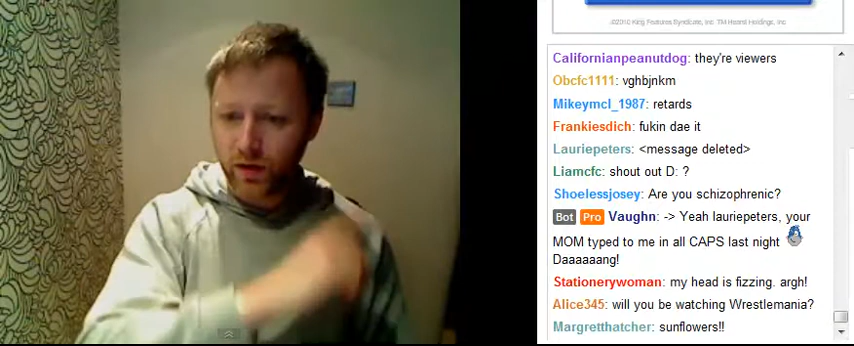 ©2010 King Features Syndicate, Inc. TM Hearst Holdings, Inc
Californianpeanutdog: they're viewers
Obcfc1111: vghbjnkm
Mikeymcl_1987: retards
Frankiesdich: fukin dae it
Lauriepeters: <message deleted>
Liamcfc: shout out D: ?
Shoelessjosey: Are you schizophrenic?
Bot Pro Vaughn: -> Yeah lauriepeters, your
MOM typed to me in all CAPS last night
Daaaaaang!
Stationerywoman: my head is fizzing. argh!
Alice345: will you be watching Wrestlemania?
Margretthatcher: sunflowers!!